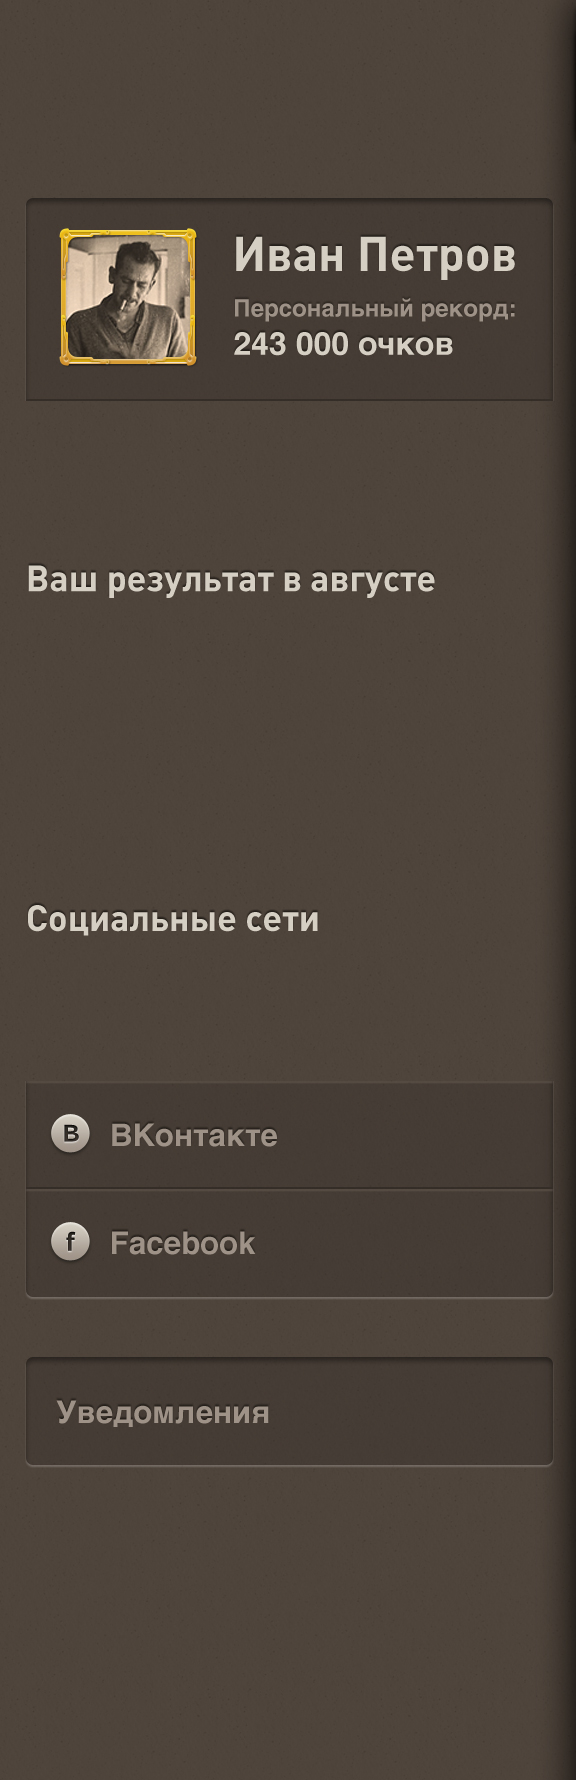 Иван Петров
Персональный рекорд:
243 000 очков
Ваш результат в августе
Социальные сети
В ВКонтакте
f Facebook
Уведомления